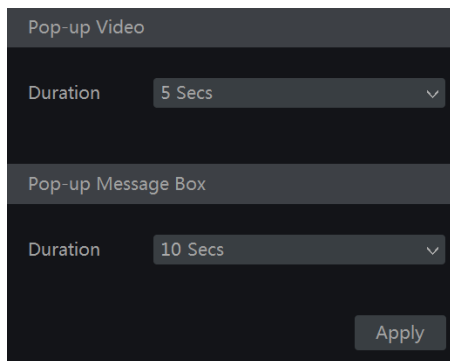 Pop-up Video
Duration 5 Secs
Pop-up Message Box
Duration 10 Secs
Apply